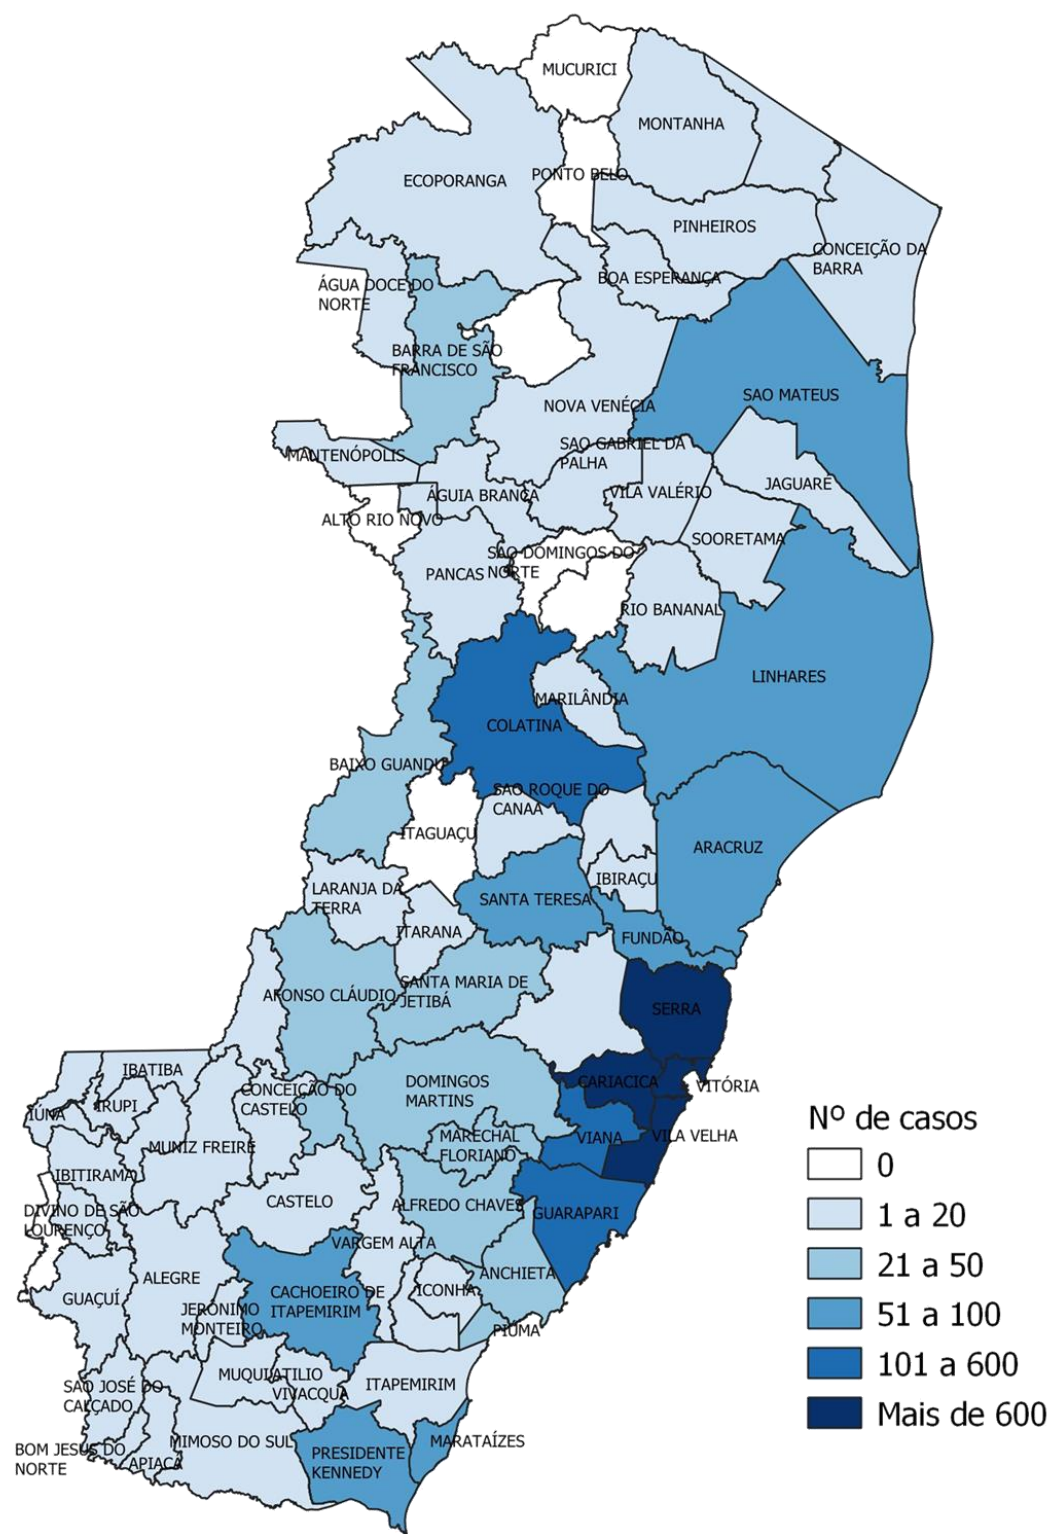 MUCURICI
MONTANHA
PONTO BELO
ECOPORANGA
PINHEIROS
CONCEIÇÃO DA
BARRA
BOA ESPERANÇA
ÁGUA DOCE DO
NORTE
BARRA DE SÃO
FRANCISCO
SAO MATEUS
NOVA VENÉCIA
SAO GABRIEL DA
PALHA
MANTENÓPOLIS
JAGUARÉ
VILA VALÉRIO
ÁGUIA BRANCA
ALTO RIO NOVO
SOORETAMA
SAO DOMINGOS DO
NORTE
PANCAS
RIO BANANAL
LINHARES
MARILÂNDIA
COLATINA
BAIXO GUANDU
SAO ROQUE DO
CANAA
ITAGUAÇU
ARACRUZ
IBIRAÇU
LARANJA DA
TERRA
SANTA TERESA
ITARANA
FUNDÃO
SANTA MARIA DE
JETIBÁ
AFONSO CLÁUDIO
SERRA
IBATIBA
DOMINGOS
MARTINS
CARIACICA
VITÓRIA
CONCEIÇÃO DO
CASTELO
IRUPI
IÚNA
VILA VELHA
VIANA
MARECHAL
FLORIANO
MUNIZ FREIRE
IBITIRAMA
CASTELO
ALFREDO CHAVES
GUARAPARI
DIVINO DE SÃO
LOURENÇO
VARGEM ALTA
ANCHIETA
ALEGRE
CACHOEIRO DE
ITAPEMIRIM
ICONHA
GUAÇUÍ
JERONIMO
MONTEIRO
PIUMA
MUQUI
ATILIO
VIVACQUA
ITAPEMIRIM
SAO JOSÉ DO
CALÇADO
MIMOSO DO SUL
MARATAÍZES
BOM JESUS DO
NORTE
APIACÁ
PRESIDENTE
KENNEDY
Nº de casos
0
1 a 20
21 a 50
51 a 100
101 a 600
Mais de 600